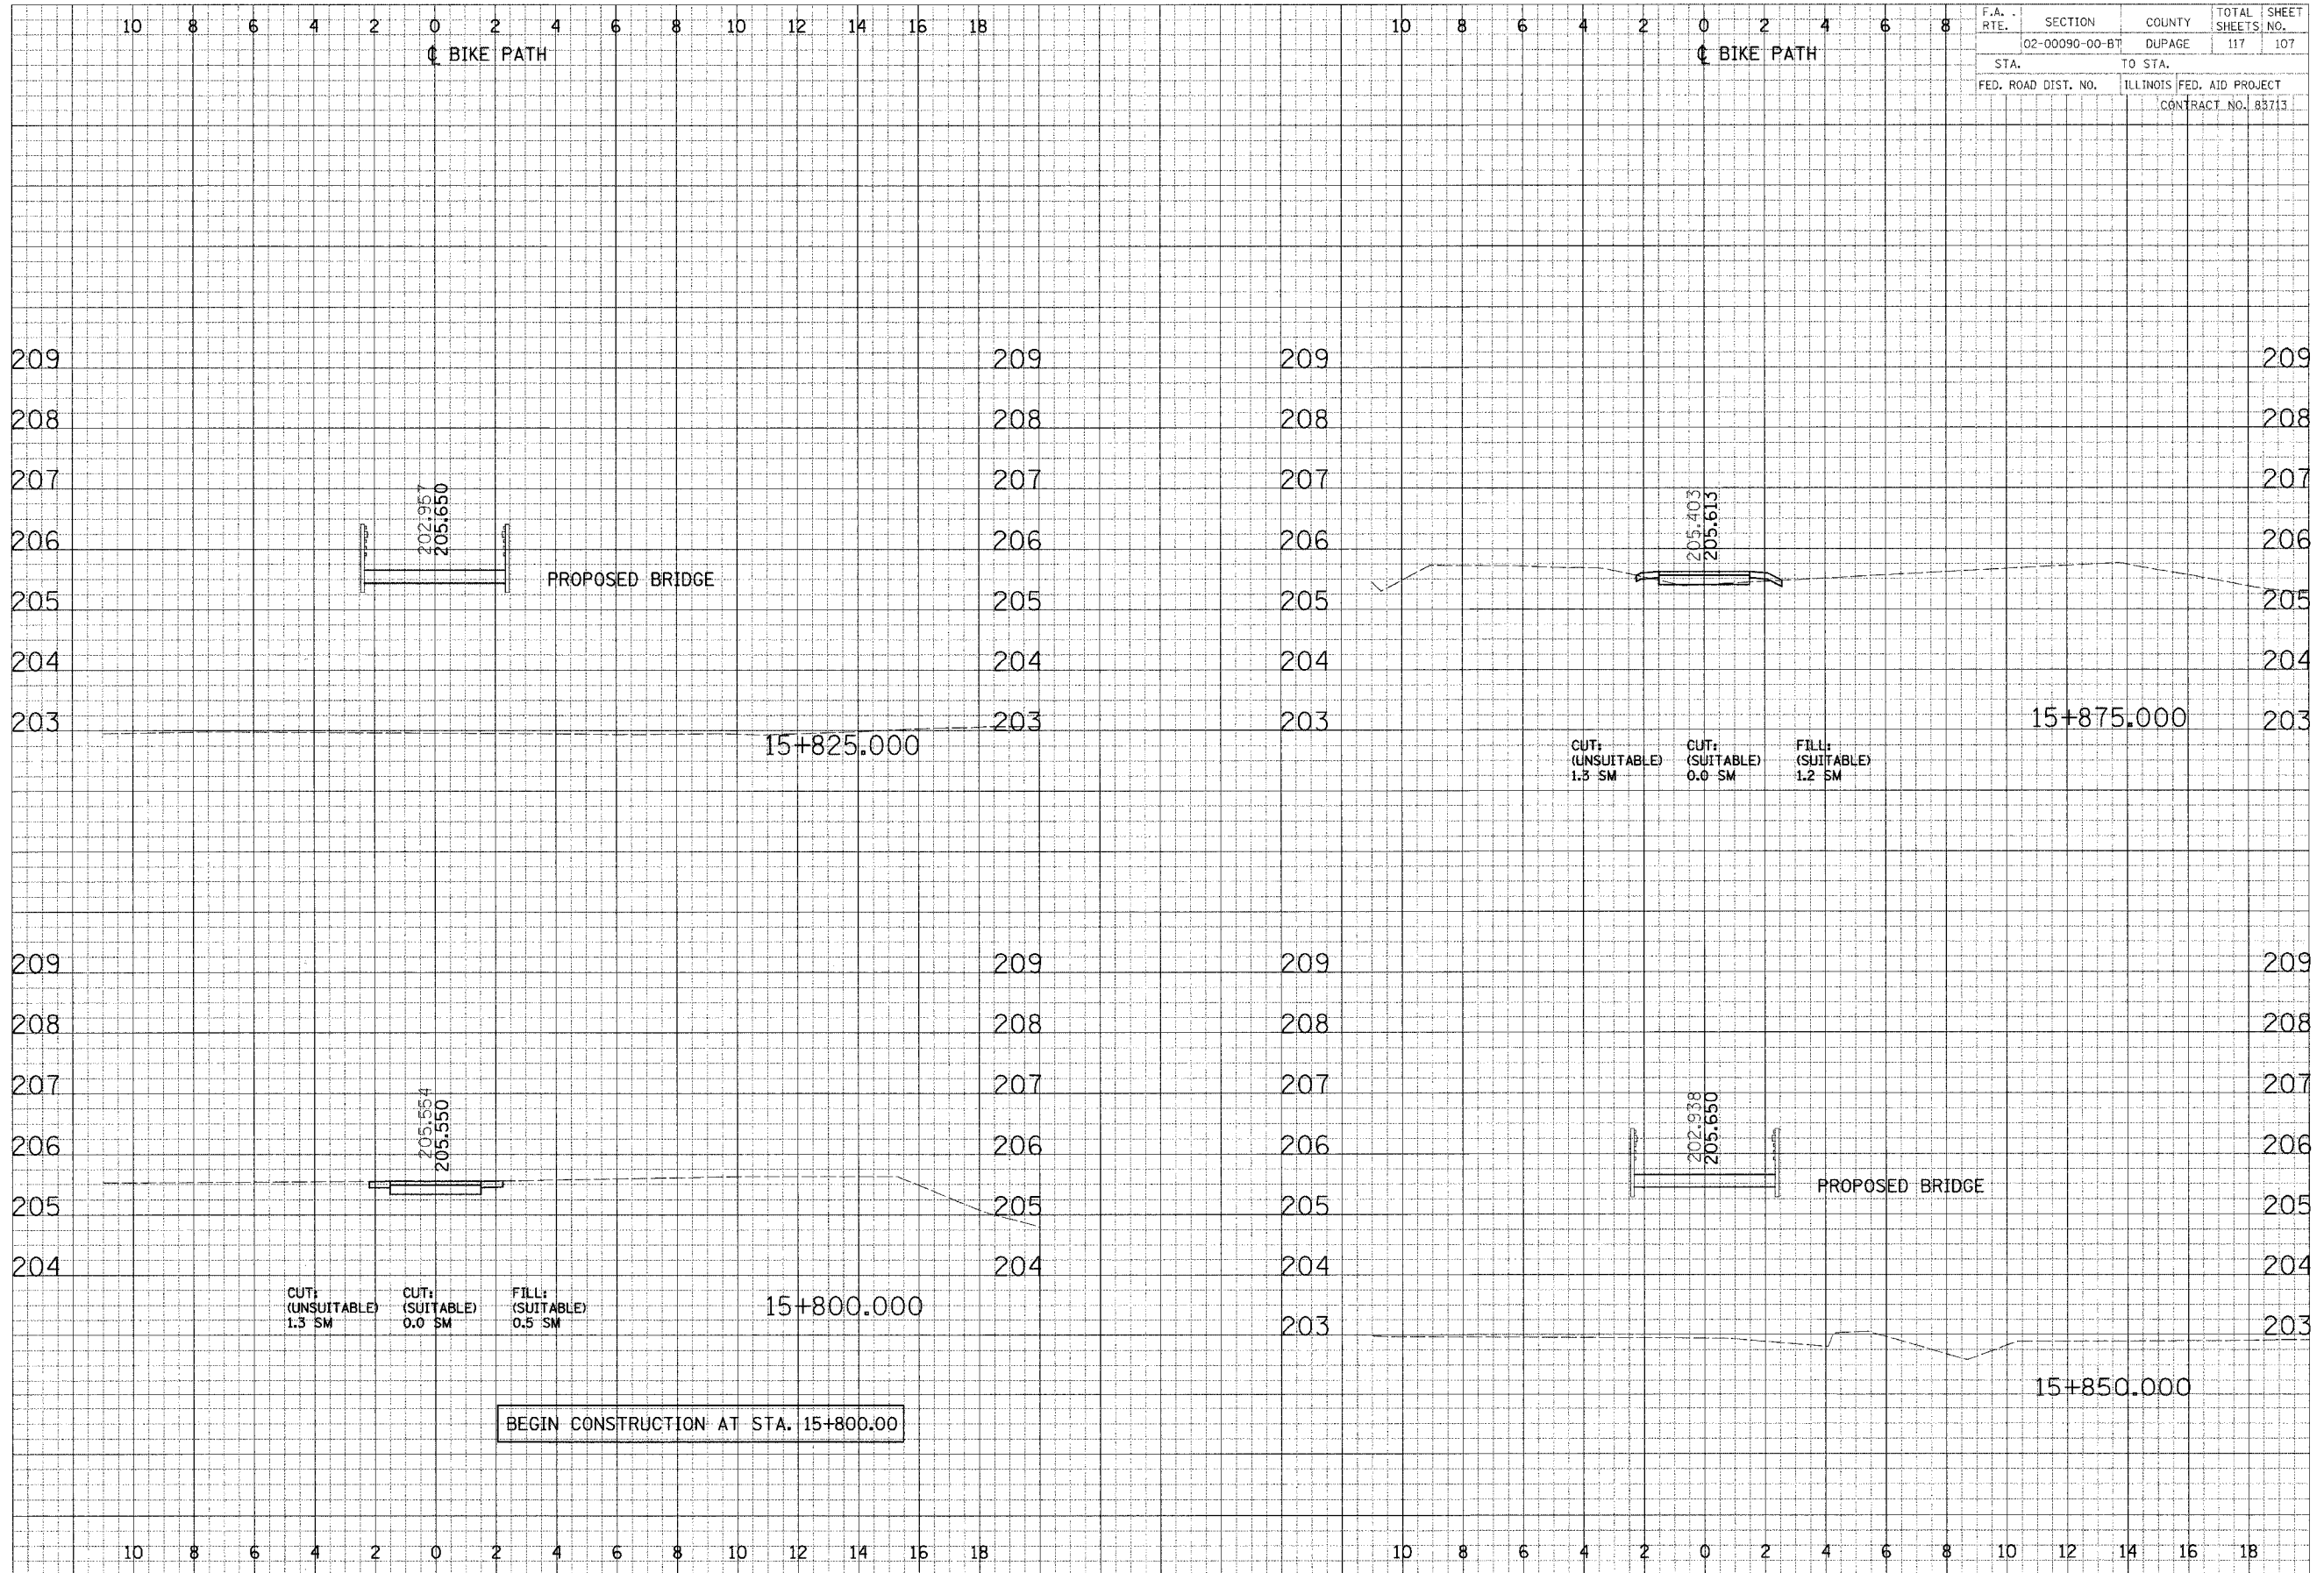 F.A. RTE. SECTION COUNTY TOTAL SHEETS SHEET NO.
02-00090-00-BT DUPAGE 117 107
STA. TO STA.
FED. ROAD DIST. NO. ILLINOIS FED. AID PROJECT
CONTRACT NO. 83713
10 8 6 4 2 0 2 4 6 8 10 12 14 16 18
℄ BIKE PATH
209 209
208 208
207 207
202.957
205.650
206 206
PROPOSED BRIDGE
205 205
204 204
203 203
15+825.000
209 209
208 208
207 207
205.554
205.550
206 206
205 205
204 204
CUT: (UNSUITABLE) 1.3 SM
CUT: (SUITABLE) 0.0 SM
FILL: (SUITABLE) 0.5 SM
15+800.000
BEGIN CONSTRUCTION AT STA. 15+800.00
10 8 6 4 2 0 2 4 6 8 10 12 14 16 18
10 8 6 4 2 0 2 4 6 8
℄ BIKE PATH
209 209
208 208
207 207
205.403
205.613
206 206
205 205
204 204
203 203
15+875.000
CUT: (UNSUITABLE) 1.3 SM
CUT: (SUITABLE) 0.0 SM
FILL: (SUITABLE) 1.2 SM
209 209
208 208
207 207
202.938
205.650
206 206
PROPOSED BRIDGE
205 205
204 204
203 203
15+850.000
10 8 6 4 2 0 2 4 6 8 10 12 14 16 18